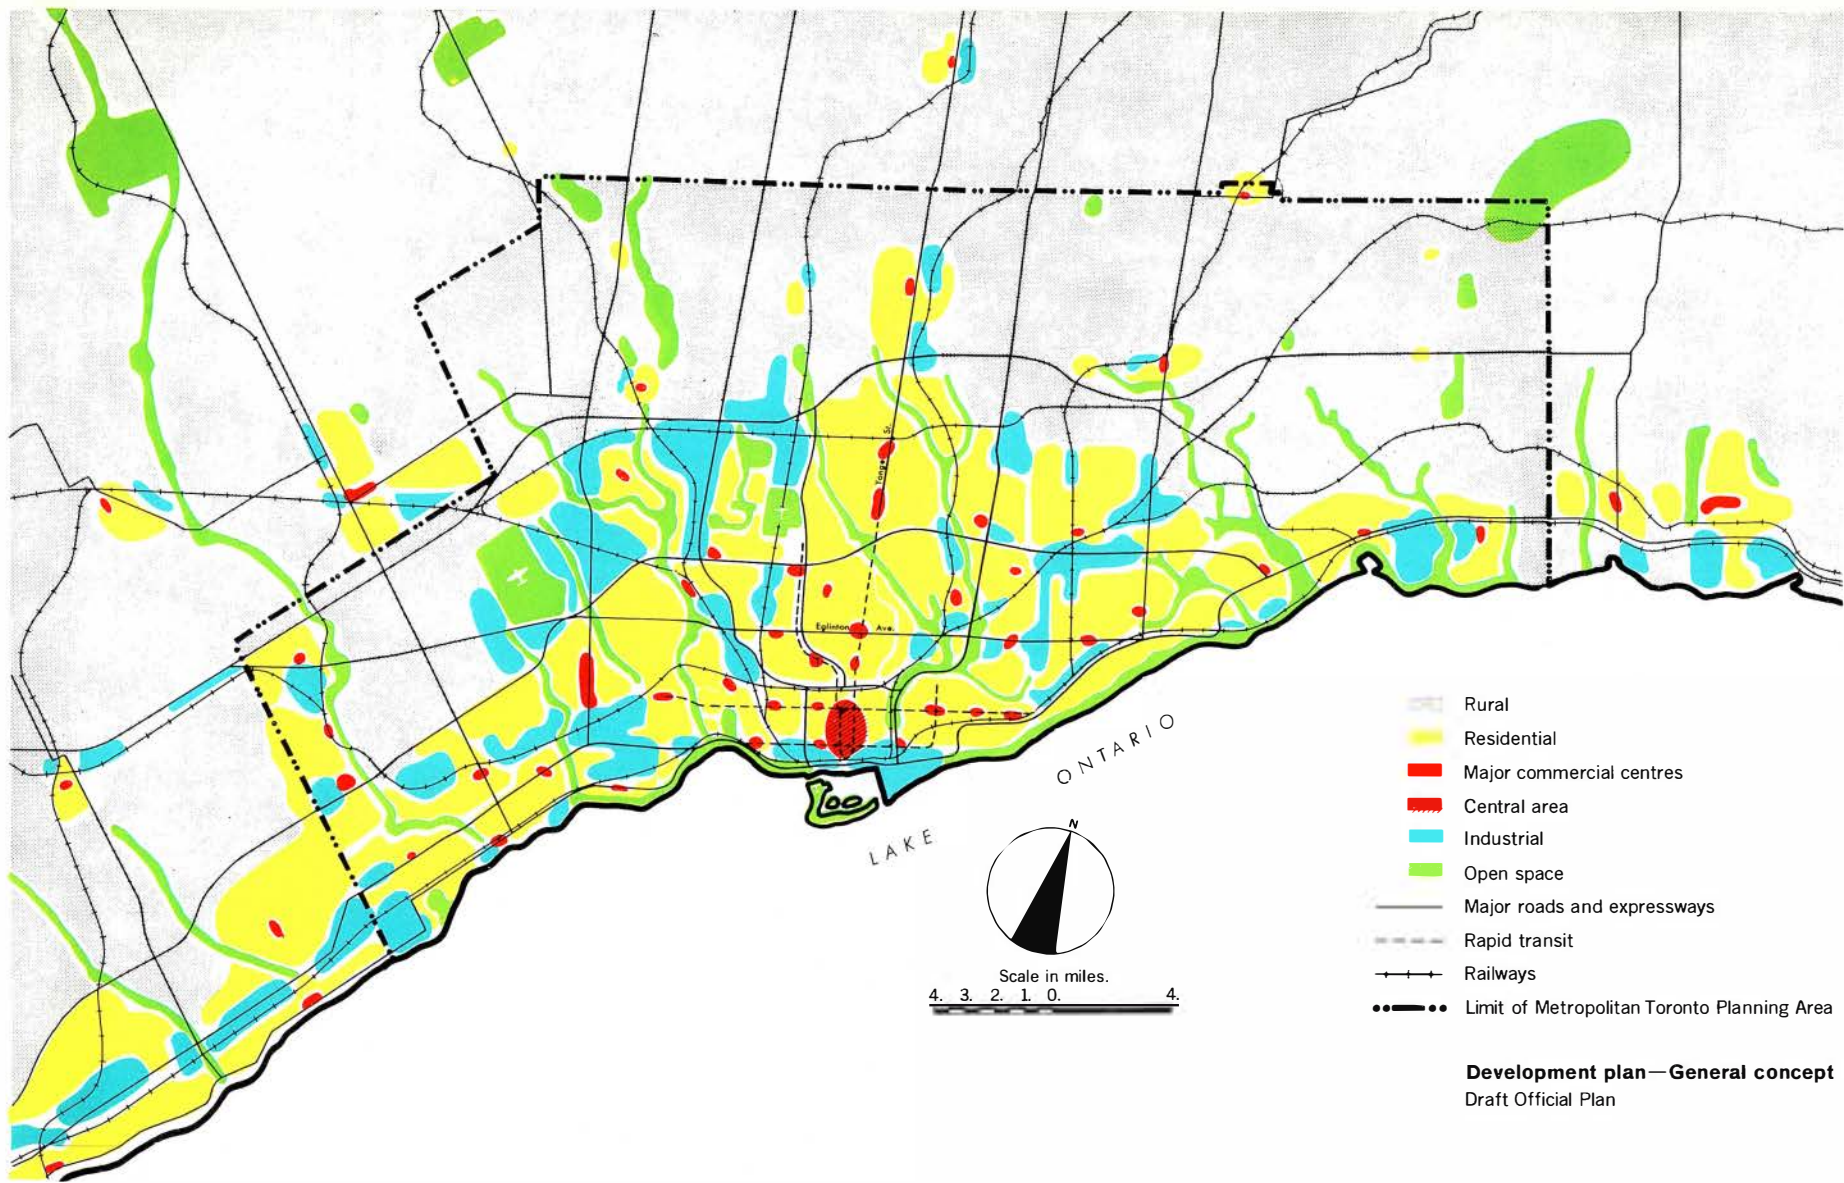 Yonge St.
Eglinton Ave.
LAKE ONTARIO
N
Scale in miles.
4. 3. 2. 1. 0. 4.
Rural
Residential
Major commercial centres
Central area
Industrial
Open space
Major roads and expressways
Rapid transit
Railways
Limit of Metropolitan Toronto Planning Area
Development plan—General concept
Draft Official Plan